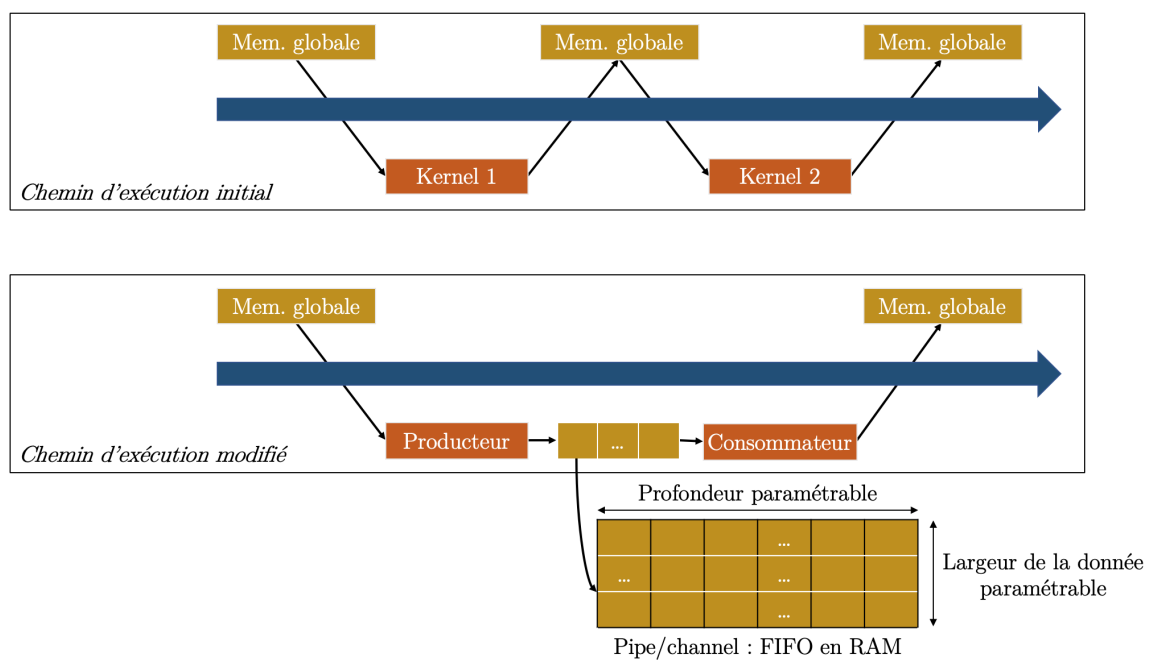 Mem. globale
Mem. globale
Mem. globale
Kernel 1
Kernel 2
Chemin d'exécution initial
Mem. globale
Mem. globale
Producteur
...
Consommateur
Chemin d'exécution modifié
Profondeur paramétrable
...
...
...
...
Largeur de la donnée
paramétrable
Pipe/channel : FIFO en RAM